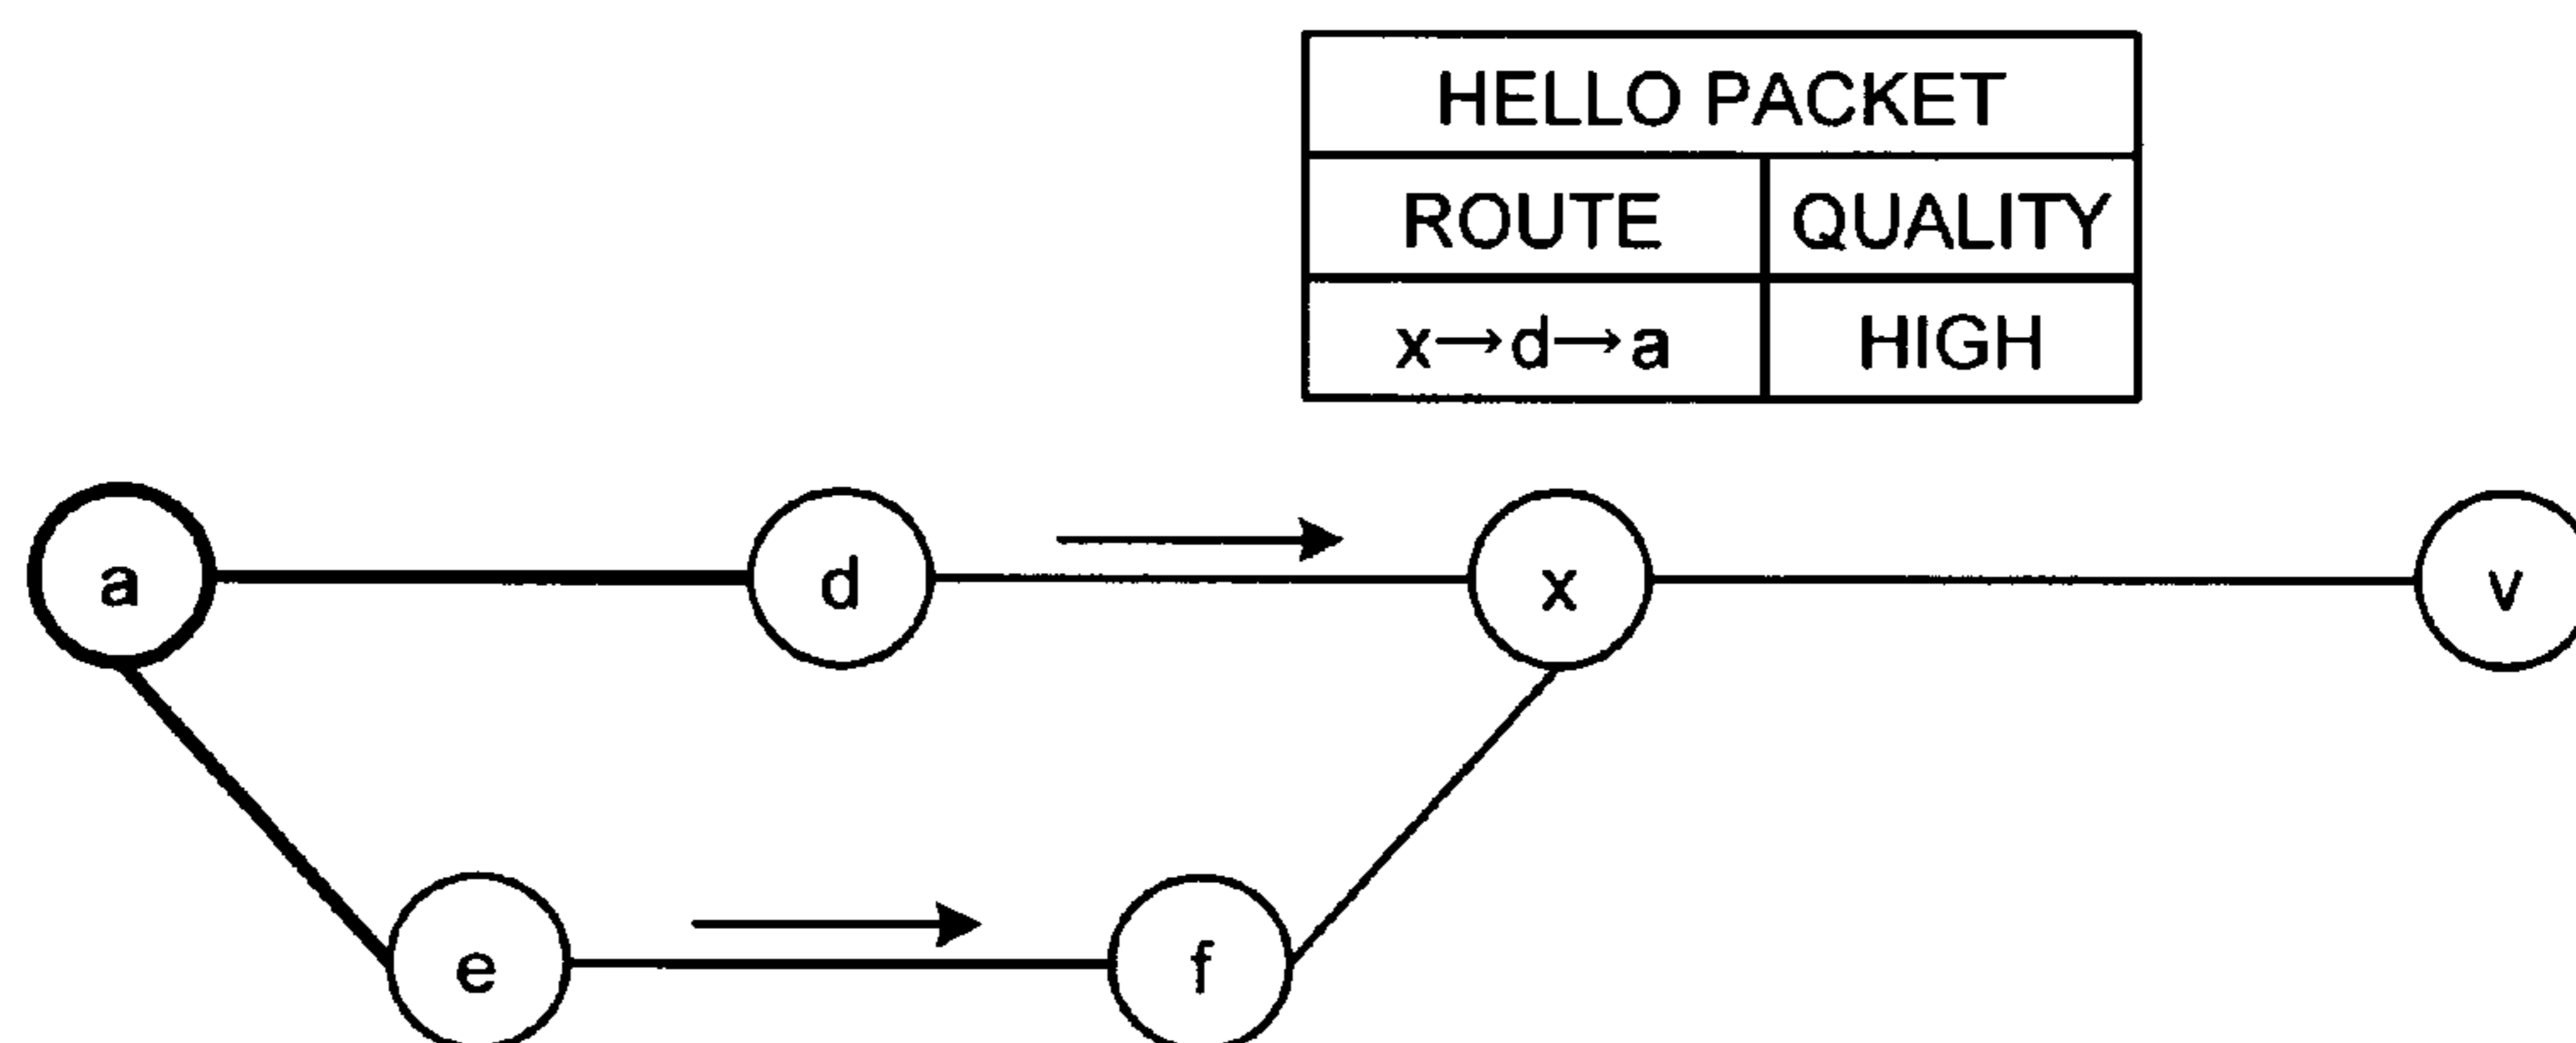 HELLO PACKET
ROUTE QUALITY
x→d→a HIGH
a d x v
e f